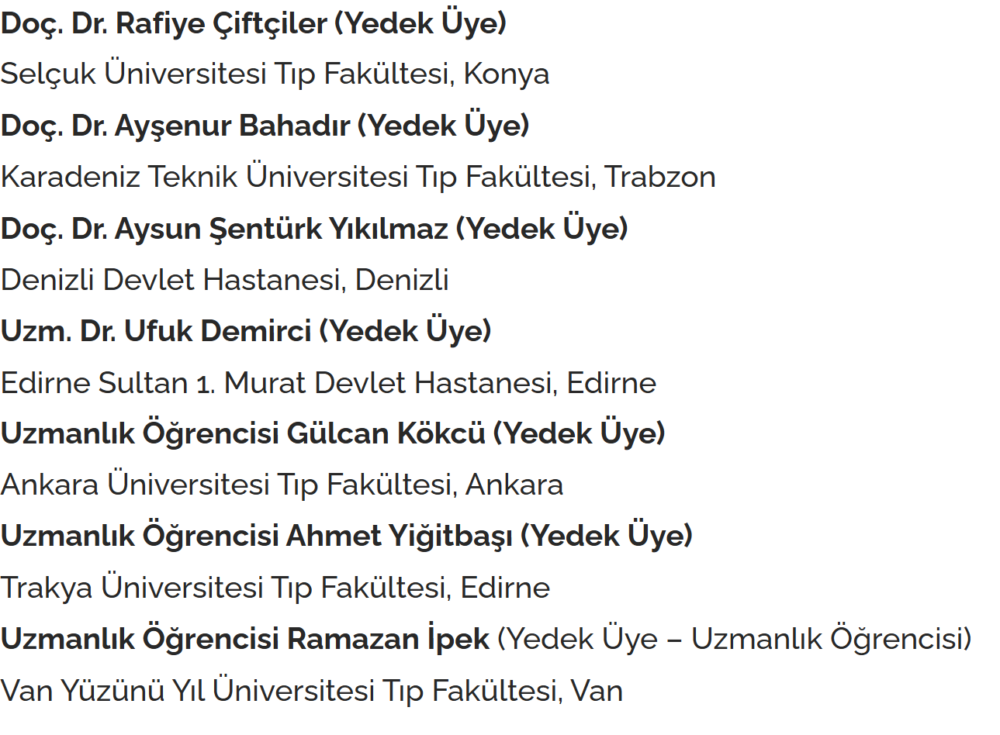 Doç. Dr. Rafiye Çiftçiler (Yedek Üye)
Selçuk Üniversitesi Tıp Fakültesi, Konya
Doç. Dr. Ayşenur Bahadır (Yedek Üye)
Karadeniz Teknik Üniversitesi Tıp Fakültesi, Trabzon
Doç. Dr. Aysun Şentürk Yıkılmaz (Yedek Üye)
Denizli Devlet Hastanesi, Denizli
Uzm. Dr. Ufuk Demirci (Yedek Üye)
Edirne Sultan 1. Murat Devlet Hastanesi, Edirne
Uzmanlık Öğrencisi Gülcan Kökcü (Yedek Üye)
Ankara Üniversitesi Tıp Fakültesi, Ankara
Uzmanlık Öğrencisi Ahmet Yiğitbaşı (Yedek Üye)
Trakya Üniversitesi Tıp Fakültesi, Edirne
Uzmanlık Öğrencisi Ramazan İpek (Yedek Üye – Uzmanlık Öğrencisi)
Van Yüzünü Yıl Üniversitesi Tıp Fakültesi, Van